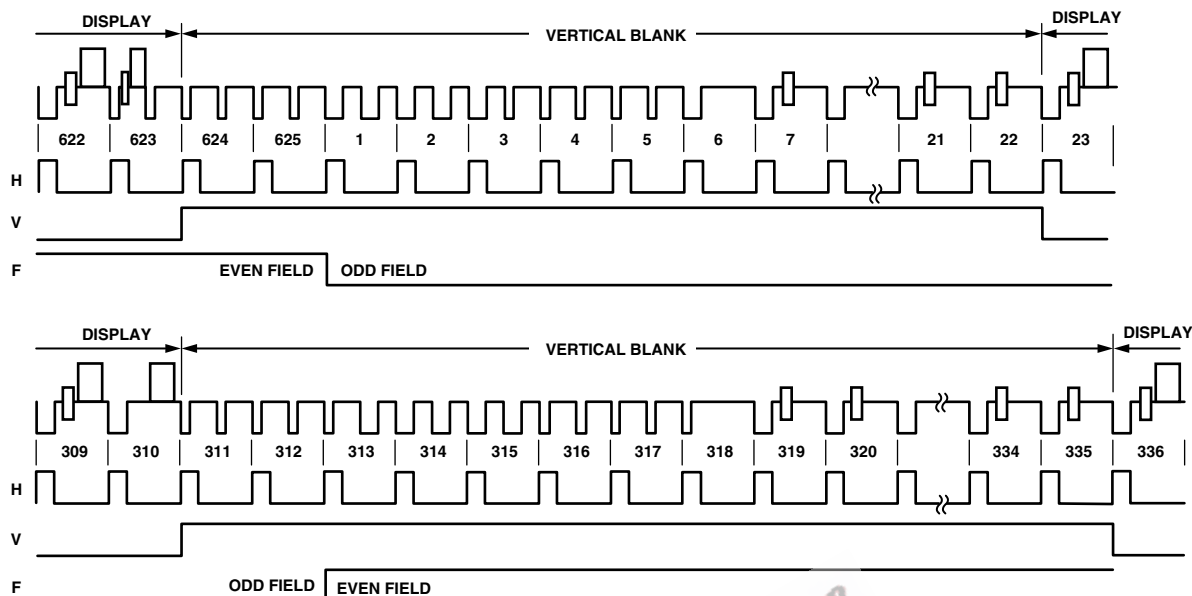 DISPLAY VERTICAL BLANK DISPLAY
622 623 624 625 1 2 3 4 5 6 7 21 22 23
H
V
F EVEN FIELD ODD FIELD
DISPLAY VERTICAL BLANK DISPLAY
309 310 311 312 313 314 315 316 317 318 319 320 334 335 336
H
V
F ODD FIELD EVEN FIELD